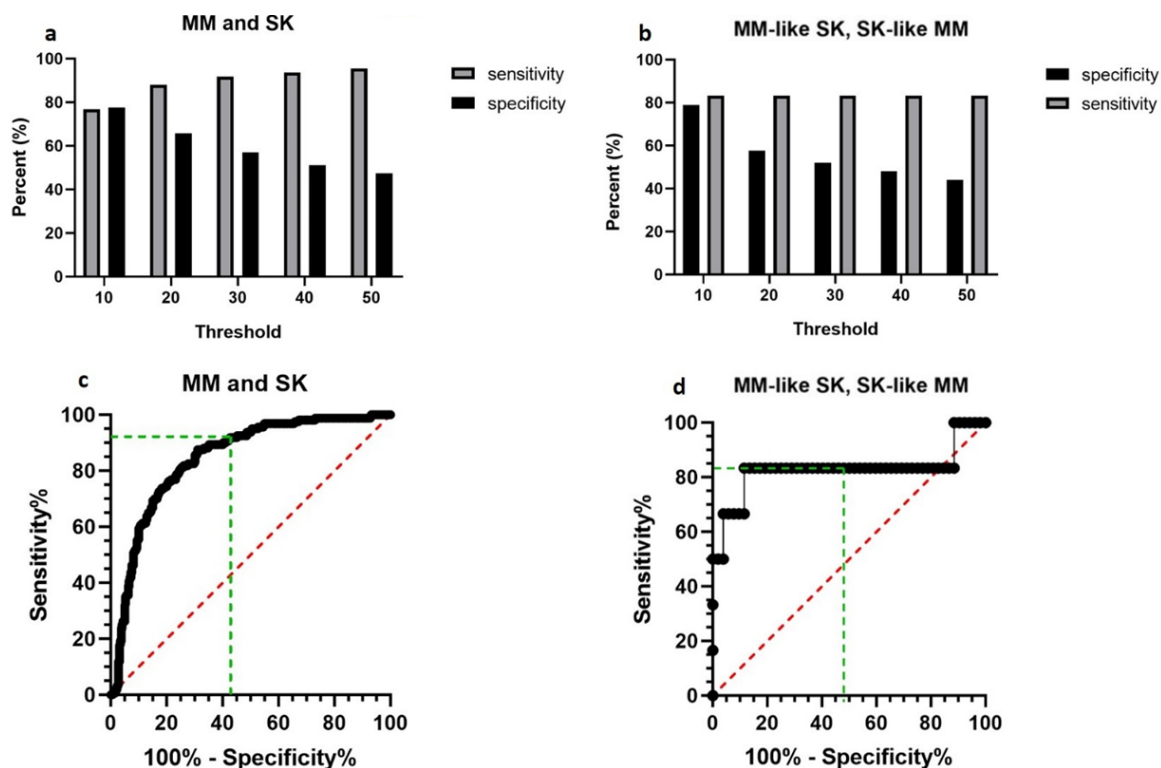 a
MM and SK
Percent (%)
100
80
60
40
20
0
10 20 30 40 50
Threshold
sensitivity
specificity
b
MM-like SK, SK-like MM
Percent (%)
100
80
60
40
20
0
10 20 30 40 50
Threshold
specificity
sensitivity
c
MM and SK
Sensitivity%
100
80
60
40
20
0
0 20 40 60 80 100
100% - Specificity%
d
MM-like SK, SK-like MM
Sensitivity%
100
80
60
40
20
0
0 20 40 60 80 100
100% - Specificity%